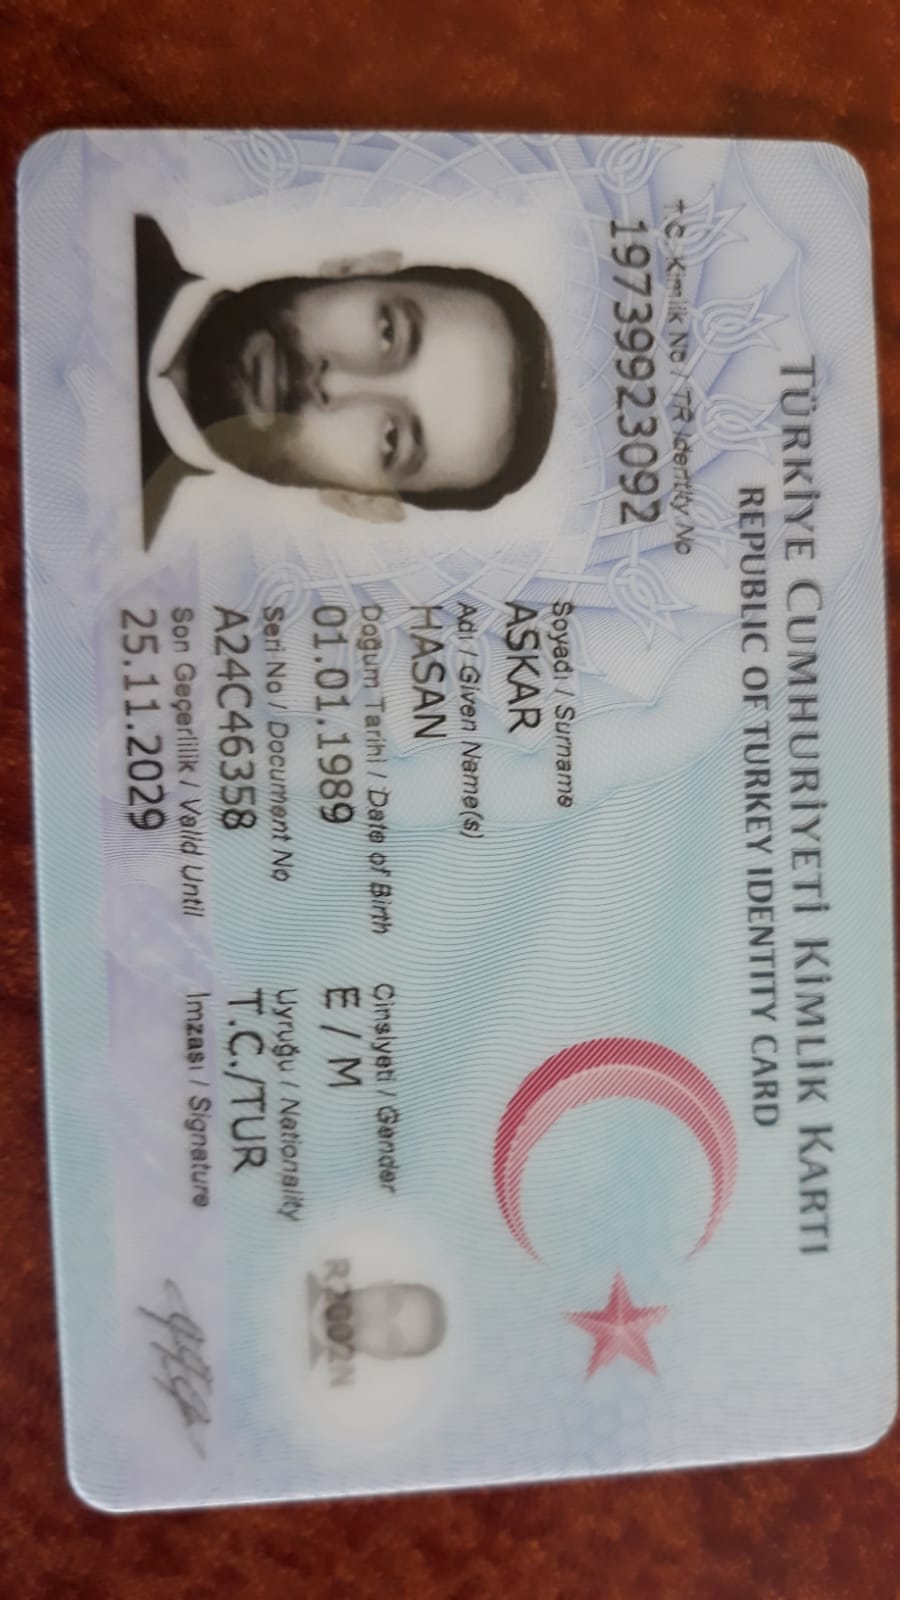 TÜRKİYE CUMHURİYETİ KİMLİK KARTI
REPUBLIC OF TURKEY IDENTITY CARD
T.C. Kimlik No / TR Identity No
19739923092
Soyadı / Surname
ASKAR
Adı / Given Name(s)
HASAN
Doğum Tarihi / Date of Birth
01.01.1989
Cinsiyeti / Gender
E / M
Seri No / Document No
A24C46358
Uyruğu / Nationality
T.C./TUR
Son Geçerlilik / Valid Until
25.11.2029
İmzası / Signature